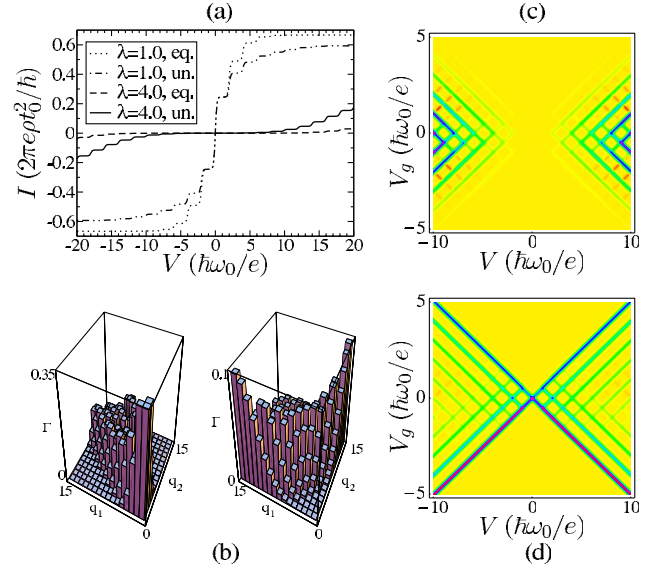 (a)
I (2πeρt₀²/ħ)
0.6
0.4
0.2
0
-0.2
-0.4
-0.6
λ=1.0, eq.
λ=1.0, un.
λ=4.0, eq.
λ=4.0, un.
-20 -15 -10 -5 0 5 10 15 20
V (ħω₀/e)
(c)
V_g (ħω₀/e)
5
0
-5
-10 0 10
V (ħω₀/e)
0.35
Γ
0
15
q₁
0
q₂
15
0.1
Γ
0
15
q₁
0
q₂
15
(b)
V_g (ħω₀/e)
5
0
-5
-10 0 10
V (ħω₀/e)
(d)